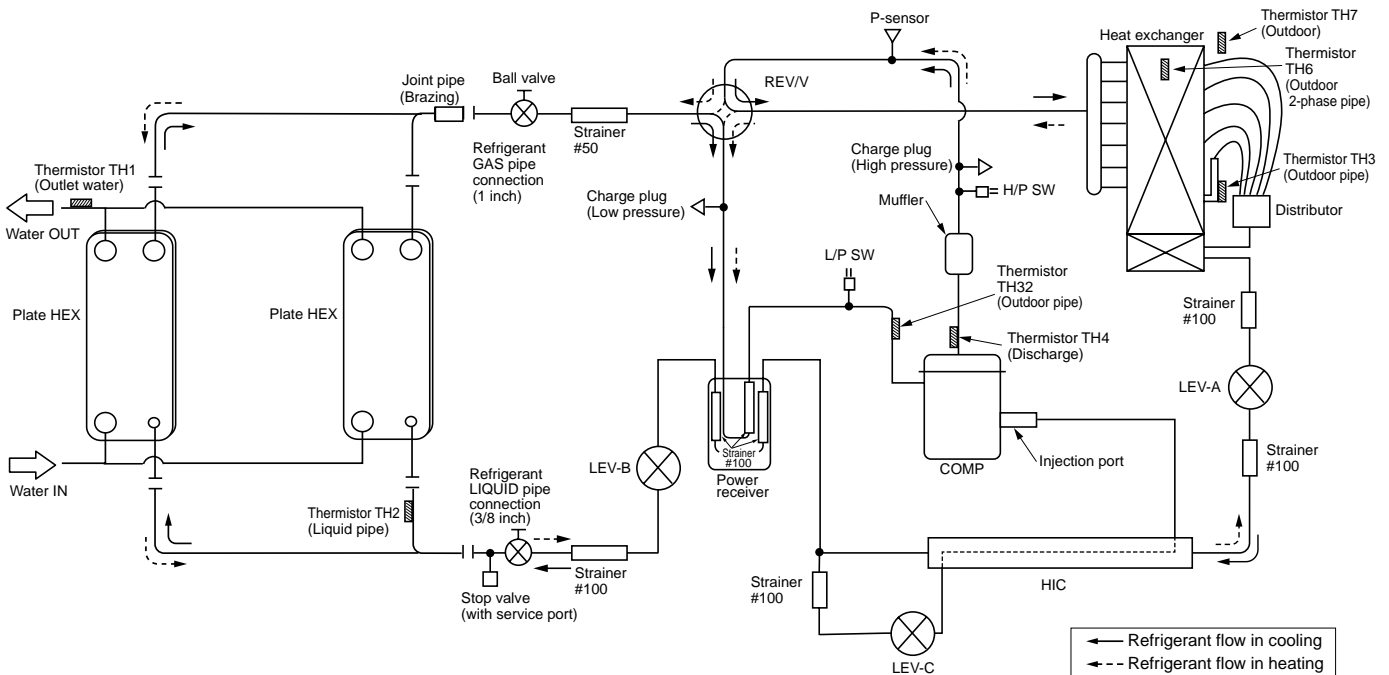 P-sensor
Thermistor TH7
(Outdoor)
Heat exchanger
Thermistor
TH6
(Outdoor
2-phase pipe)
Ball valve
Joint pipe
(Brazing)
REV/V
Strainer
#50
Refrigerant
GAS pipe
connection
(1 inch)
Charge plug
(High pressure)
Thermistor TH3
(Outdoor pipe)
Thermistor TH1
(Outlet water)
H/P SW
Charge plug
(Low pressure)
Muffler
Distributor
Water OUT
L/P SW
Thermistor
TH32
(Outdoor pipe)
Plate HEX
Plate HEX
Strainer
#100
Thermistor TH4
(Discharge)
LEV-A
Strainer
#100
Power
receiver
LEV-B
COMP
Injection port
Strainer
#100
Water IN
Refrigerant
LIQUID pipe
connection
(3/8 inch)
Thermistor TH2
(Liquid pipe)
Strainer
#100
Stop valve
(with service port)
Strainer
#100
HIC
LEV-C
Refrigerant flow in cooling
Refrigerant flow in heating